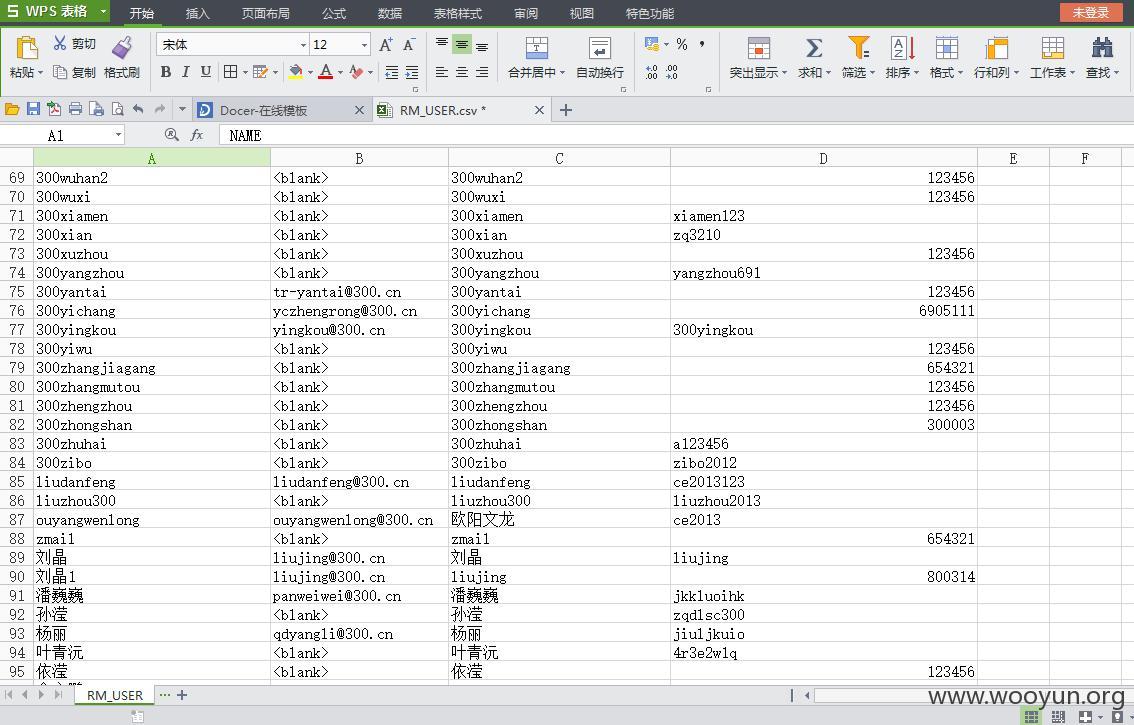 S WPS 表格 开始 插入 页面布局 公式 数据 表格样式 审阅 视图 特色功能 未登录
粘贴 剪切 复制 格式刷 宋体 12 B I U 合并居中 自动换行 % 突出显示 求和 筛选 排序 格式 行和列 工作表 查找
Docer-在线模板 RM_USER.csv *
A1 fx NAME
A B C D E F
69 300wuhan2 <blank> 300wuhan2 123456
70 300wuxi <blank> 300wuxi 123456
71 300xiamen <blank> 300xiamen xiamen123
72 300xian <blank> 300xian zq3210
73 300xuzhou <blank> 300xuzhou 123456
74 300yangzhou <blank> 300yangzhou yangzhou691
75 300yantai tr-yantai@300.cn 300yantai 123456
76 300yichang yczhengrong@300.cn 300yichang 6905111
77 300yingkou yingkou@300.cn 300yingkou 300yingkou
78 300yiwu <blank> 300yiwu 123456
79 300zhangjiagang <blank> 300zhangjiagang 654321
80 300zhangmutou <blank> 300zhangmutou 123456
81 300zhengzhou <blank> 300zhengzhou 123456
82 300zhongshan <blank> 300zhongshan 300003
83 300zhuhai <blank> 300zhuhai a123456
84 300zibo <blank> 300zibo zibo2012
85 liudanfeng liudanfeng@300.cn liudanfeng ce2013123
86 liuzhou300 <blank> liuzhou300 liuzhou2013
87 ouyangwenlong ouyangwenlong@300.cn 欧阳文龙 ce2013
88 zmail <blank> zmail 654321
89 刘晶 liujing@300.cn 刘晶 liujing
90 刘晶1 liujing@300.cn liujing 800314
91 潘巍巍 panweiwei@300.cn 潘巍巍 jkkluoihk
92 孙滢 <blank> 孙滢 zqdlsc300
93 杨丽 qdyangli@300.cn 杨丽 jiuljkuio
94 叶青沅 <blank> 叶青沅 4r3e2w1q
95 依滢 <blank> 依滢 123456
RM_USER ···
www.wooyun.org